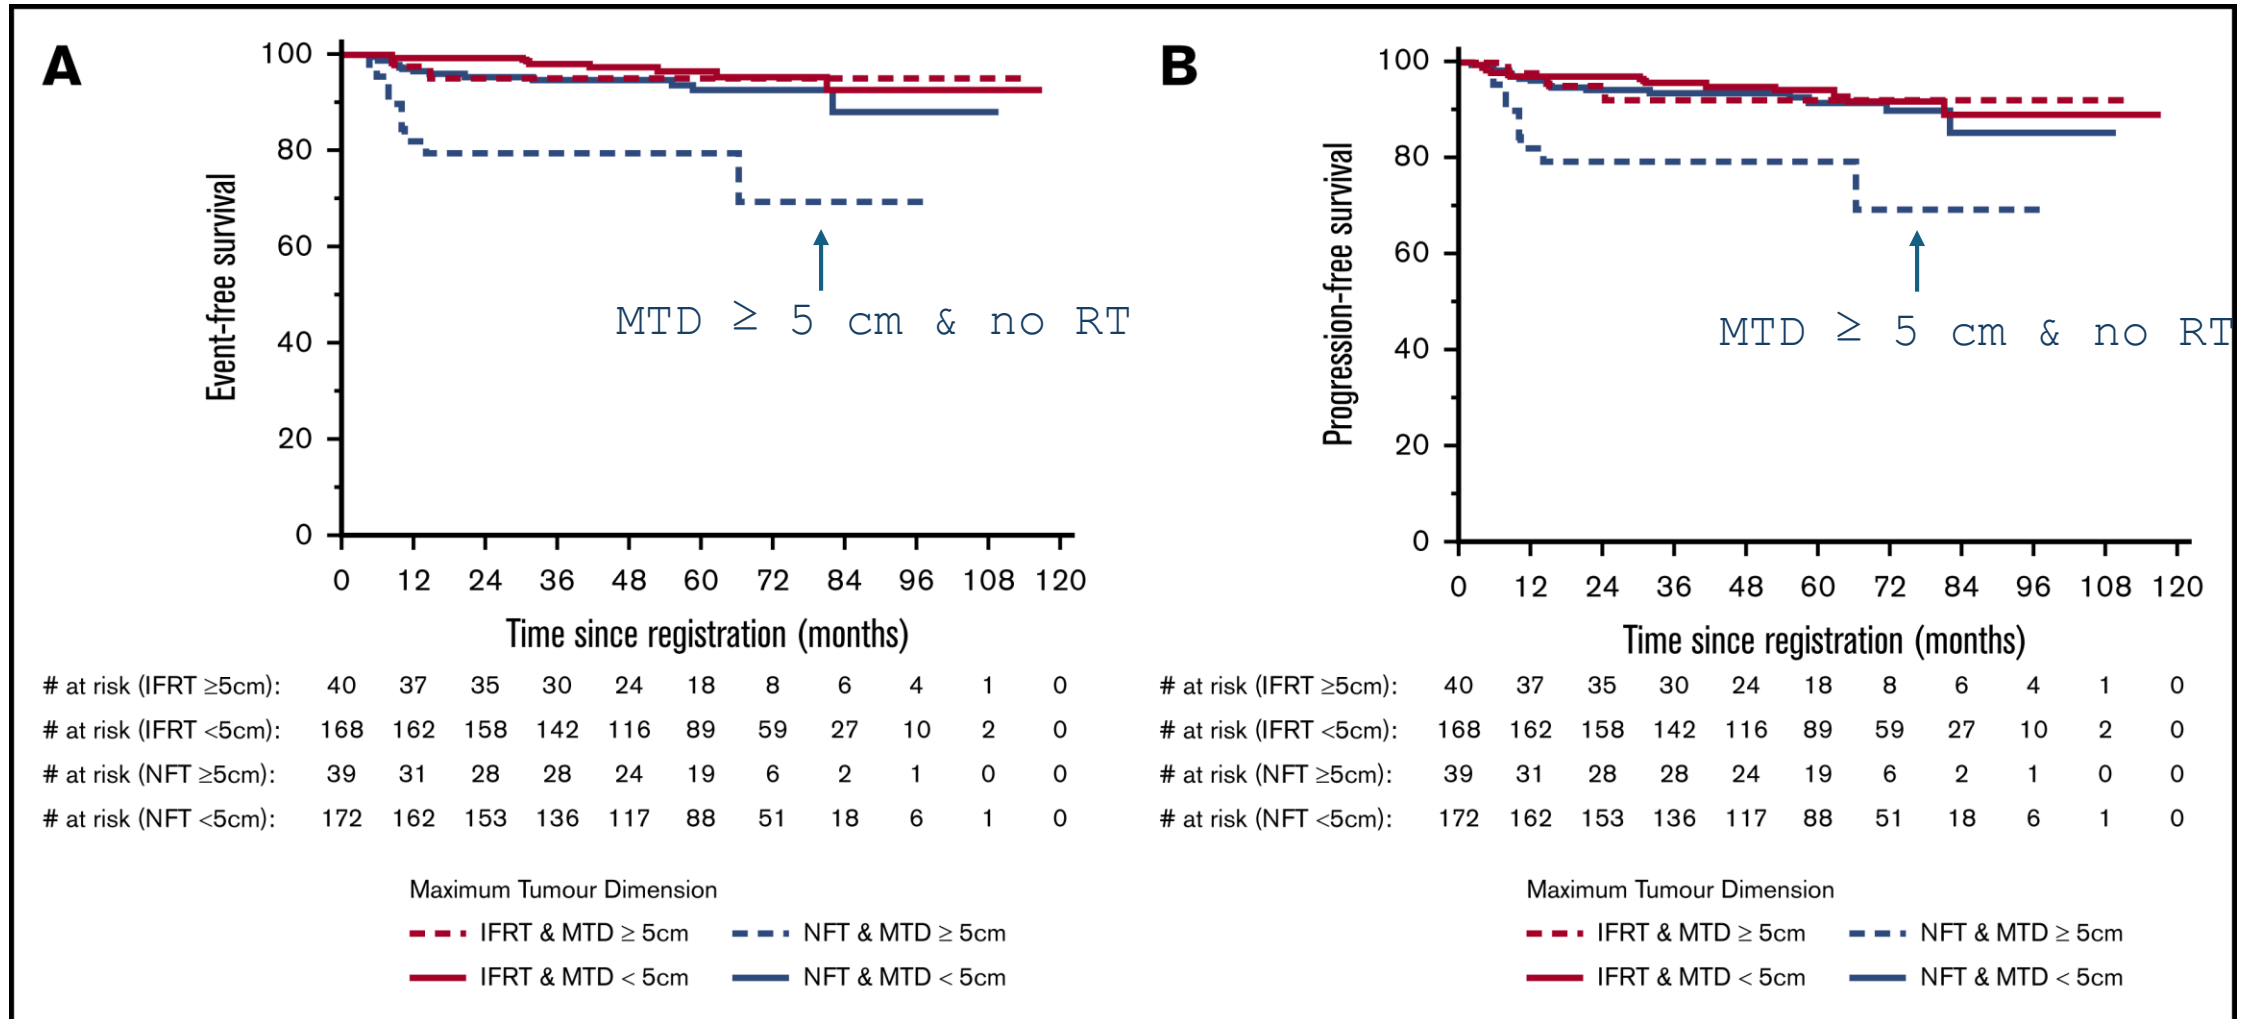 A
Event-free survival
100
80
60
40
20
0
MTD ≥ 5 cm & no RT
0 12 24 36 48 60 72 84 96 108 120
Time since registration (months)
# at risk (IFRT ≥5cm): 40 37 35 30 24 18 8 6 4 1 0
# at risk (IFRT <5cm): 168 162 158 142 116 89 59 27 10 2 0
# at risk (NFT ≥5cm): 39 31 28 28 24 19 6 2 1 0 0
# at risk (NFT <5cm): 172 162 153 136 117 88 51 18 6 1 0
Maximum Tumour Dimension
IFRT & MTD ≥ 5cm NFT & MTD ≥ 5cm
IFRT & MTD < 5cm NFT & MTD < 5cm
B
Progression-free survival
100
80
60
40
20
0
MTD ≥ 5 cm & no RT
0 12 24 36 48 60 72 84 96 108 120
Time since registration (months)
# at risk (IFRT ≥5cm): 40 37 35 30 24 18 8 6 4 1 0
# at risk (IFRT <5cm): 168 162 158 142 116 89 59 27 10 2 0
# at risk (NFT ≥5cm): 39 31 28 28 24 19 6 2 1 0 0
# at risk (NFT <5cm): 172 162 153 136 117 88 51 18 6 1 0
Maximum Tumour Dimension
IFRT & MTD ≥ 5cm NFT & MTD ≥ 5cm
IFRT & MTD < 5cm NFT & MTD < 5cm